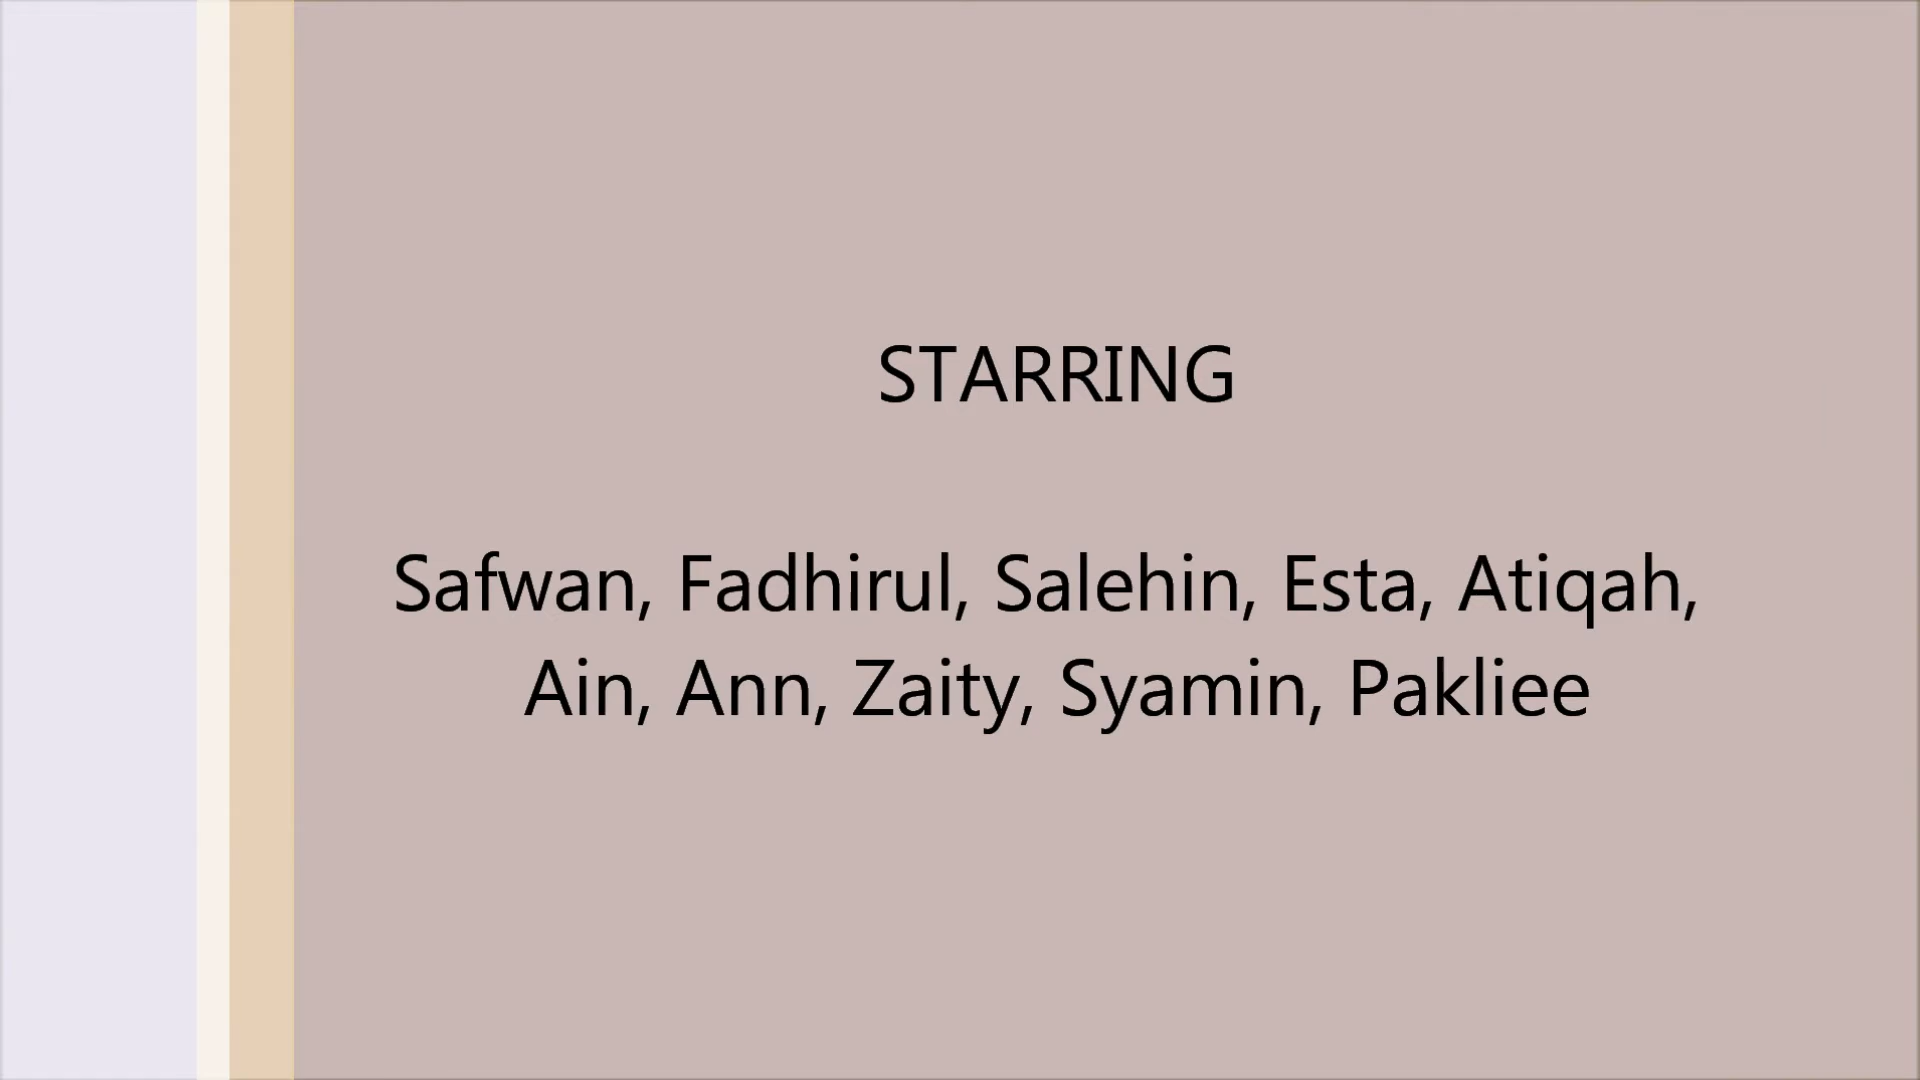 STARRING
Safwan, Fadhirul, Salehin, Esta, Atiqah,
Ain, Ann, Zaity, Syamin, Pakliee